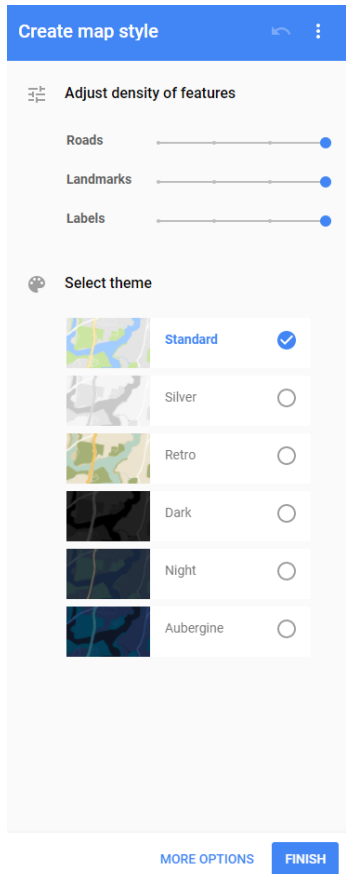 Create map style
Adjust density of features
Roads
Landmarks
Labels
Select theme
Standard
Silver
Retro
Dark
Night
Aubergine
MORE OPTIONS FINISH